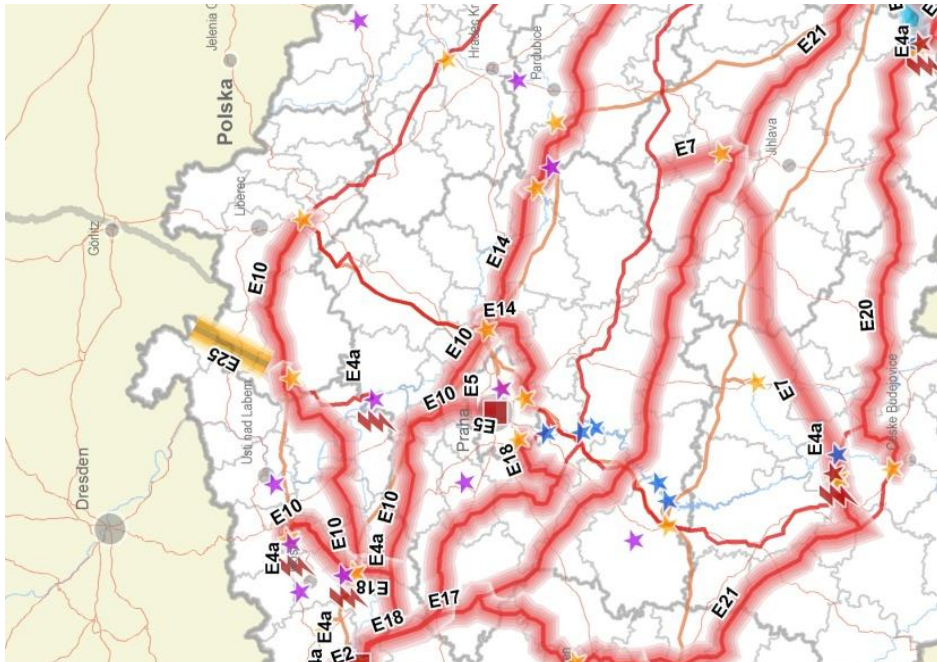 E21
E4a
Jelenia G
Hradec Kr
Pardubice
Polska
E7
Jihlava
Liberec
Görlitz
E14
E10
E14
E20
E25
E4a
E10
E10
E5
E5
Praha
E7
E4a
České Budějovice
Ústí nad Labem
E18
Dresden
E10
E10
E10
E4a
E4a
E18
E17
E18
E21
E4a
E2
4a